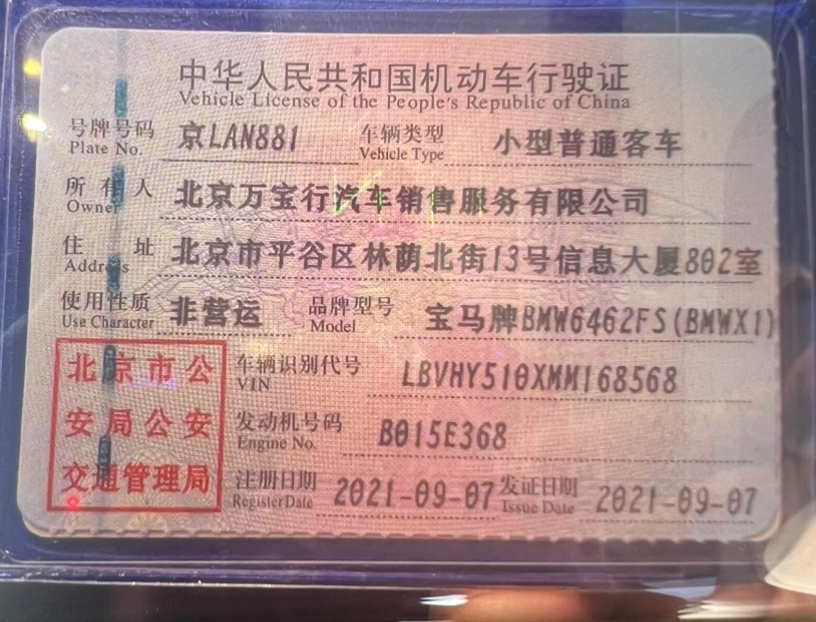 中华人民共和国机动车行驶证
Vehicle License of the People's Republic of China
号牌号码 京LAN881 车辆类型 小型普通客车
Plate No. Vehicle Type
所有人 北京万宝行汽车销售服务有限公司
Owner
住址 北京市平谷区林荫北街13号信息大厦802室
Address
使用性质 非营运 品牌型号 宝马牌BMW6462FS(BMWX1)
Use Character Model
北京市公
安局公安
交通管理局
车辆识别代号 LBVHY510XMM168568
VIN
发动机号码 B015E368
Engine No.
注册日期 2021-09-07 发证日期 2021-09-07
Register Date Issue Date